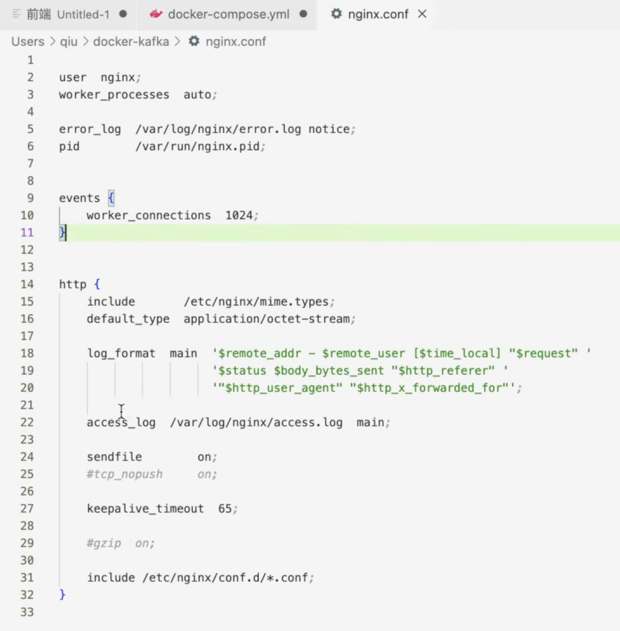 前端 Untitled-1 ● docker-compose.yml ● nginx.conf ×
Users > qiu > docker-kafka > nginx.conf
1
2 user  nginx;
3 worker_processes  auto;
4
5 error_log  /var/log/nginx/error.log notice;
6 pid        /var/run/nginx.pid;
7
8
9 events {
10     worker_connections  1024;
11 }
12
13
14 http {
15     include       /etc/nginx/mime.types;
16     default_type  application/octet-stream;
17
18     log_format  main  '$remote_addr - $remote_user [$time_local] "$request" '
19                       '$status $body_bytes_sent "$http_referer" '
20                       '"$http_user_agent" "$http_x_forwarded_for"';
21
22     access_log  /var/log/nginx/access.log  main;
23
24     sendfile        on;
25     #tcp_nopush     on;
26
27     keepalive_timeout  65;
28
29     #gzip  on;
30
31     include /etc/nginx/conf.d/*.conf;
32 }
33